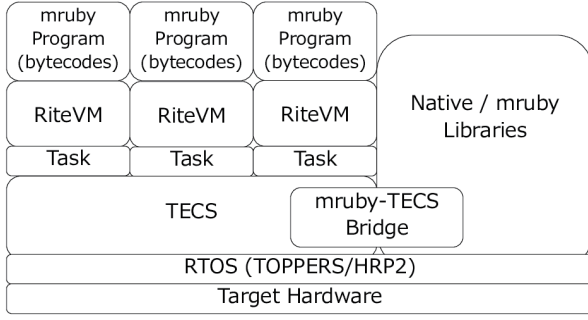 mruby
Program
(bytecodes)
mruby
Program
(bytecodes)
mruby
Program
(bytecodes)
RiteVM
RiteVM
RiteVM
Native / mruby
Libraries
Task
Task
Task
TECS
mruby-TECS
Bridge
RTOS (TOPPERS/HRP2)
Target Hardware